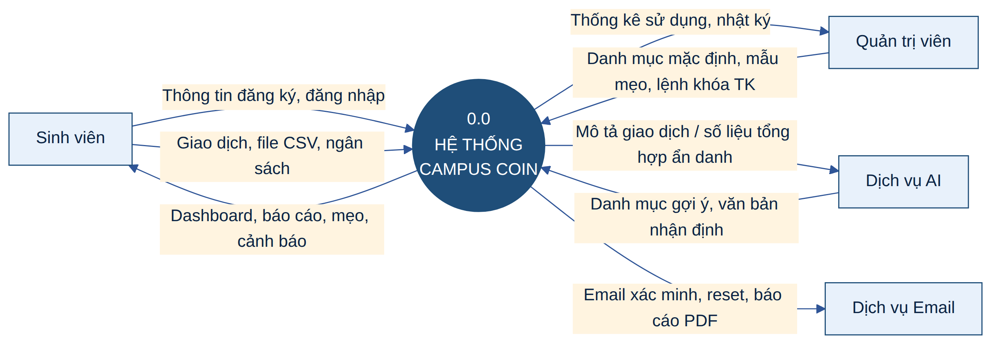 Sinh viên
Thông tin đăng ký, đăng nhập
Giao dịch, file CSV, ngân
sách
Dashboard, báo cáo, mẹo,
cảnh báo
0.0
HỆ THỐNG
CAMPUS COIN
Thống kê sử dụng, nhật ký
Danh mục mặc định, mẫu
mẹo, lệnh khóa TK
Mô tả giao dịch / số liệu tổng
hợp ẩn danh
Danh mục gợi ý, văn bản
nhận định
Email xác minh, reset, báo
cáo PDF
Quản trị viên
Dịch vụ AI
Dịch vụ Email